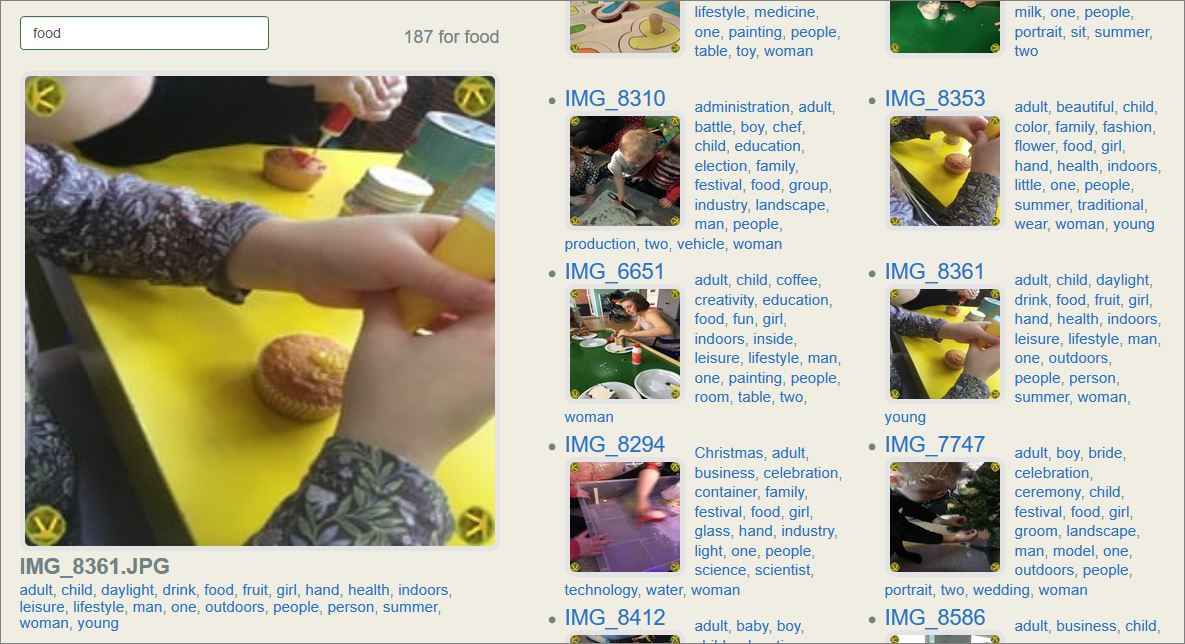 food
187 for food
IMG_8361.JPG
adult, child, daylight, drink, food, fruit, girl, hand, health, indoors,
leisure, lifestyle, man, one, outdoors, people, person, summer,
woman, young
lifestyle, medicine,
one, painting, people,
table, toy, woman
milk, one, people,
portrait, sit, summer,
two
IMG_8310
administration, adult,
battle, boy, chef,
child, education,
election, family,
festival, food, group,
industry, landscape,
man, people,
production, two, vehicle, woman
IMG_8353
adult, beautiful, child,
color, family, fashion,
flower, food, girl,
hand, health, indoors,
little, one, people,
summer, traditional,
wear, woman, young
IMG_6651
adult, child, coffee,
creativity, education,
food, fun, girl,
indoors, inside,
leisure, lifestyle, man,
one, painting, people,
room, table, two,
woman
IMG_8361
adult, child, daylight,
drink, food, fruit, girl,
hand, health, indoors,
leisure, lifestyle, man,
one, outdoors,
people, person,
summer, woman,
young
IMG_8294
Christmas, adult,
business, celebration,
container, family,
festival, food, girl,
glass, hand, industry,
light, one, people,
science, scientist,
technology, water, woman
IMG_7747
adult, boy, bride,
celebration,
ceremony, child,
festival, food, girl,
groom, landscape,
man, model, one,
outdoors, people,
portrait, two, wedding, woman
IMG_8412
adult, baby, boy,
IMG_8586
adult, business, child,